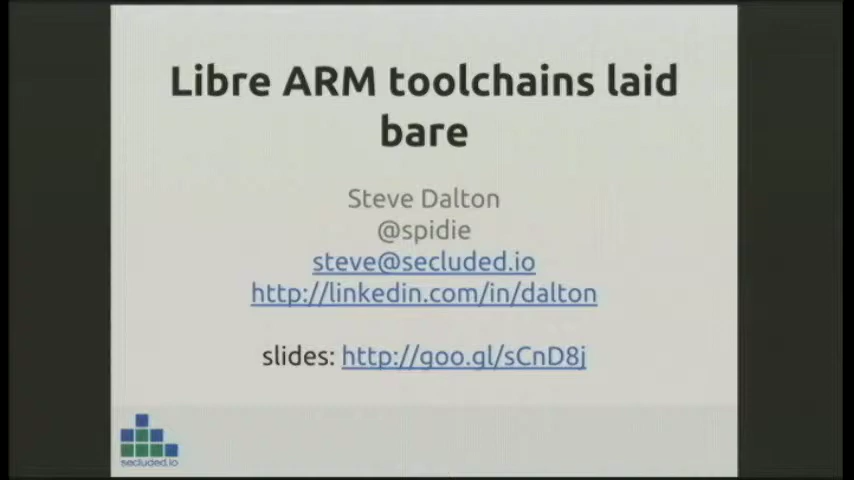 Libre ARM toolchains laid
bare
Steve Dalton
@spidie
steve@secluded.io
http://linkedin.com/in/dalton
slides: http://goo.gl/sCnD8j
secluded.io